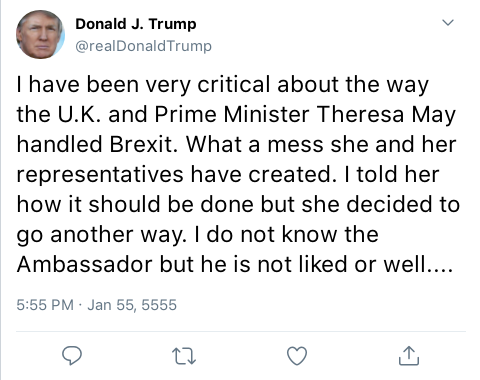 Donald J. Trump
@realDonaldTrump
I have been very critical about the way
the U.K. and Prime Minister Theresa May
handled Brexit. What a mess she and her
representatives have created. I told her
how it should be done but she decided to
go another way. I do not know the
Ambassador but he is not liked or well....
5:55 PM · Jan 55, 5555